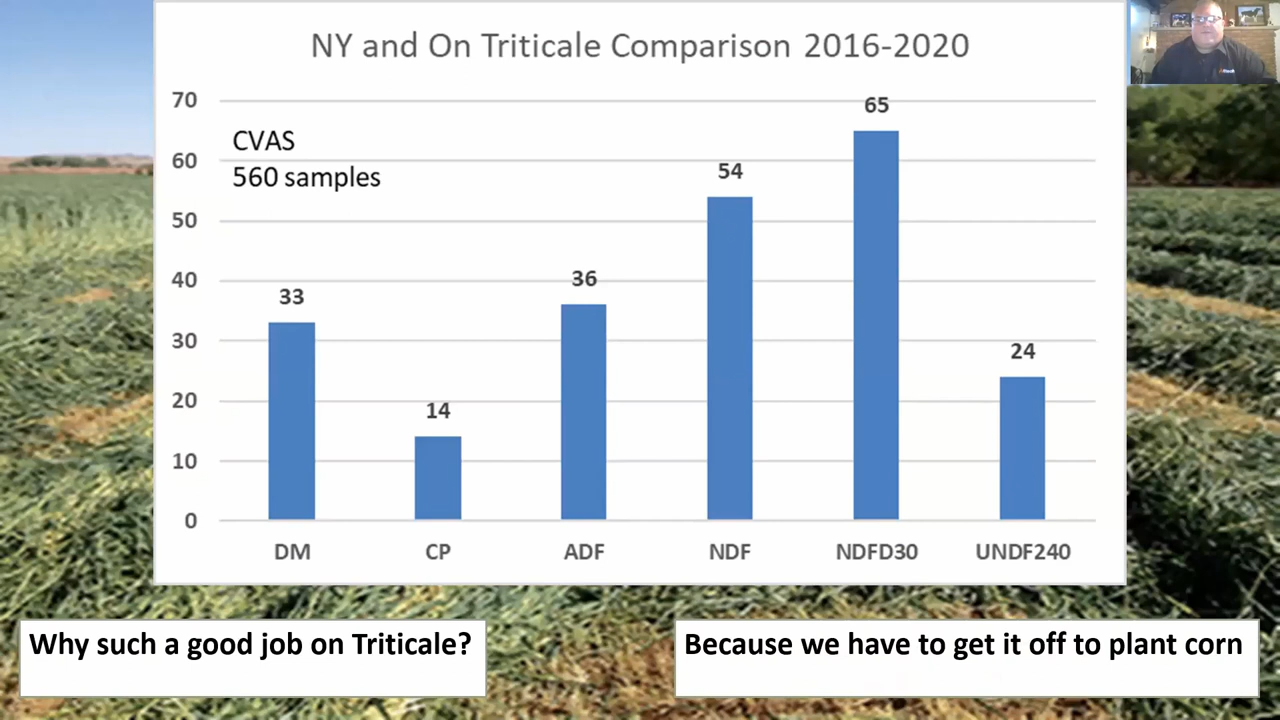 NY and On Triticale Comparison 2016-2020
CVAS
560 samples
70
60
50
40
30
20
10
0
33
14
36
54
65
24
DM
CP
ADF
NDF
NDFD30
UNDF240
Why such a good job on Triticale?
Because we have to get it off to plant corn